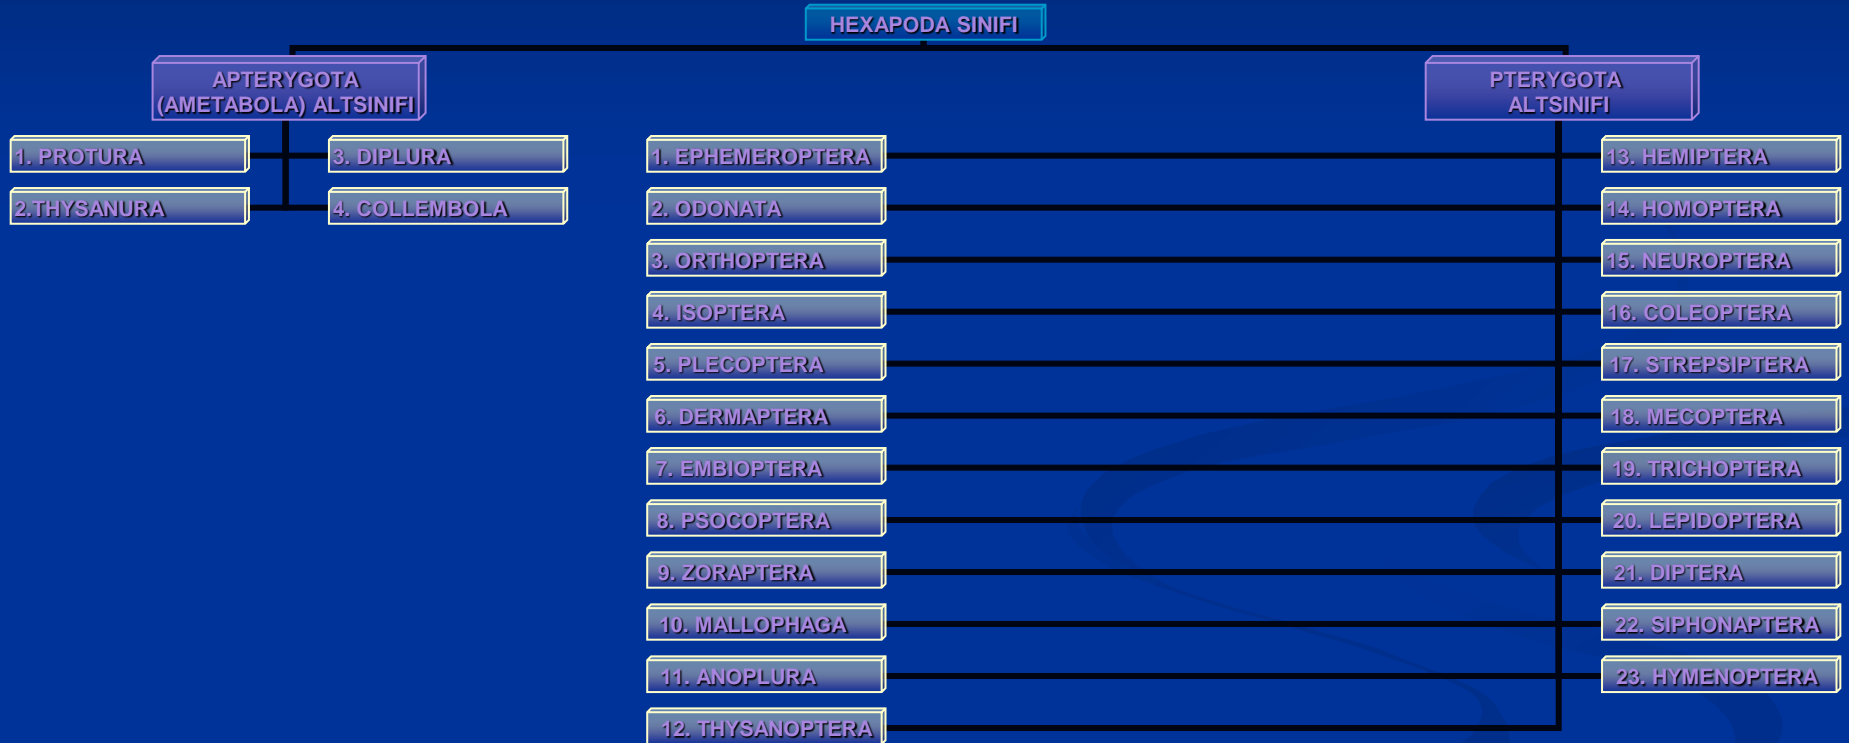 HEXAPODA SINIFI
APTERYGOTA
(AMETABOLA) ALTSINIFI
1. PROTURA
3. DIPLURA
2.THYSANURA
4. COLLEMBOLA
PTERYGOTA
ALTSINIFI
1. EPHEMEROPTERA
2. ODONATA
3. ORTHOPTERA
4. ISOPTERA
5. PLECOPTERA
6. DERMAPTERA
7. EMBIOPTERA
8. PSOCOPTERA
9. ZORAPTERA
10. MALLOPHAGA
11. ANOPLURA
12. THYSANOPTERA
13. HEMIPTERA
14. HOMOPTERA
15. NEUROPTERA
16. COLEOPTERA
17. STREPSIPTERA
18. MECOPTERA
19. TRICHOPTERA
20. LEPIDOPTERA
21. DIPTERA
22. SIPHONAPTERA
23. HYMENOPTERA